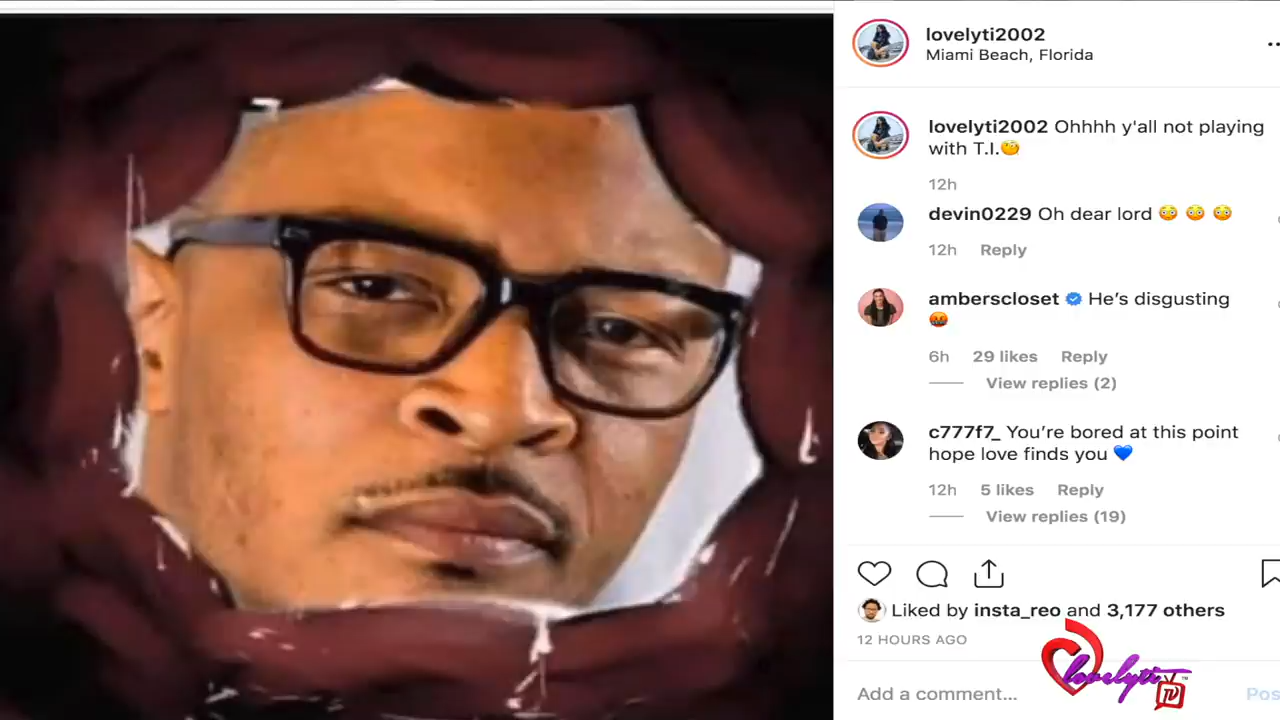 lovelyti2002
Miami Beach, Florida
lovelyti2002 Ohhhh y'all not playing
with T.I.🤨
12h
devin0229 Oh dear lord 😳 😳 😳
12h Reply
amberscloset He's disgusting
🤬
6h 29 likes Reply
View replies (2)
c777f7_ You're bored at this point
hope love finds you 💙
12h 5 likes Reply
View replies (19)
Liked by insta_reo and 3,177 others
12 HOURS AGO
Add a comment...
Pos
lovelyti TV